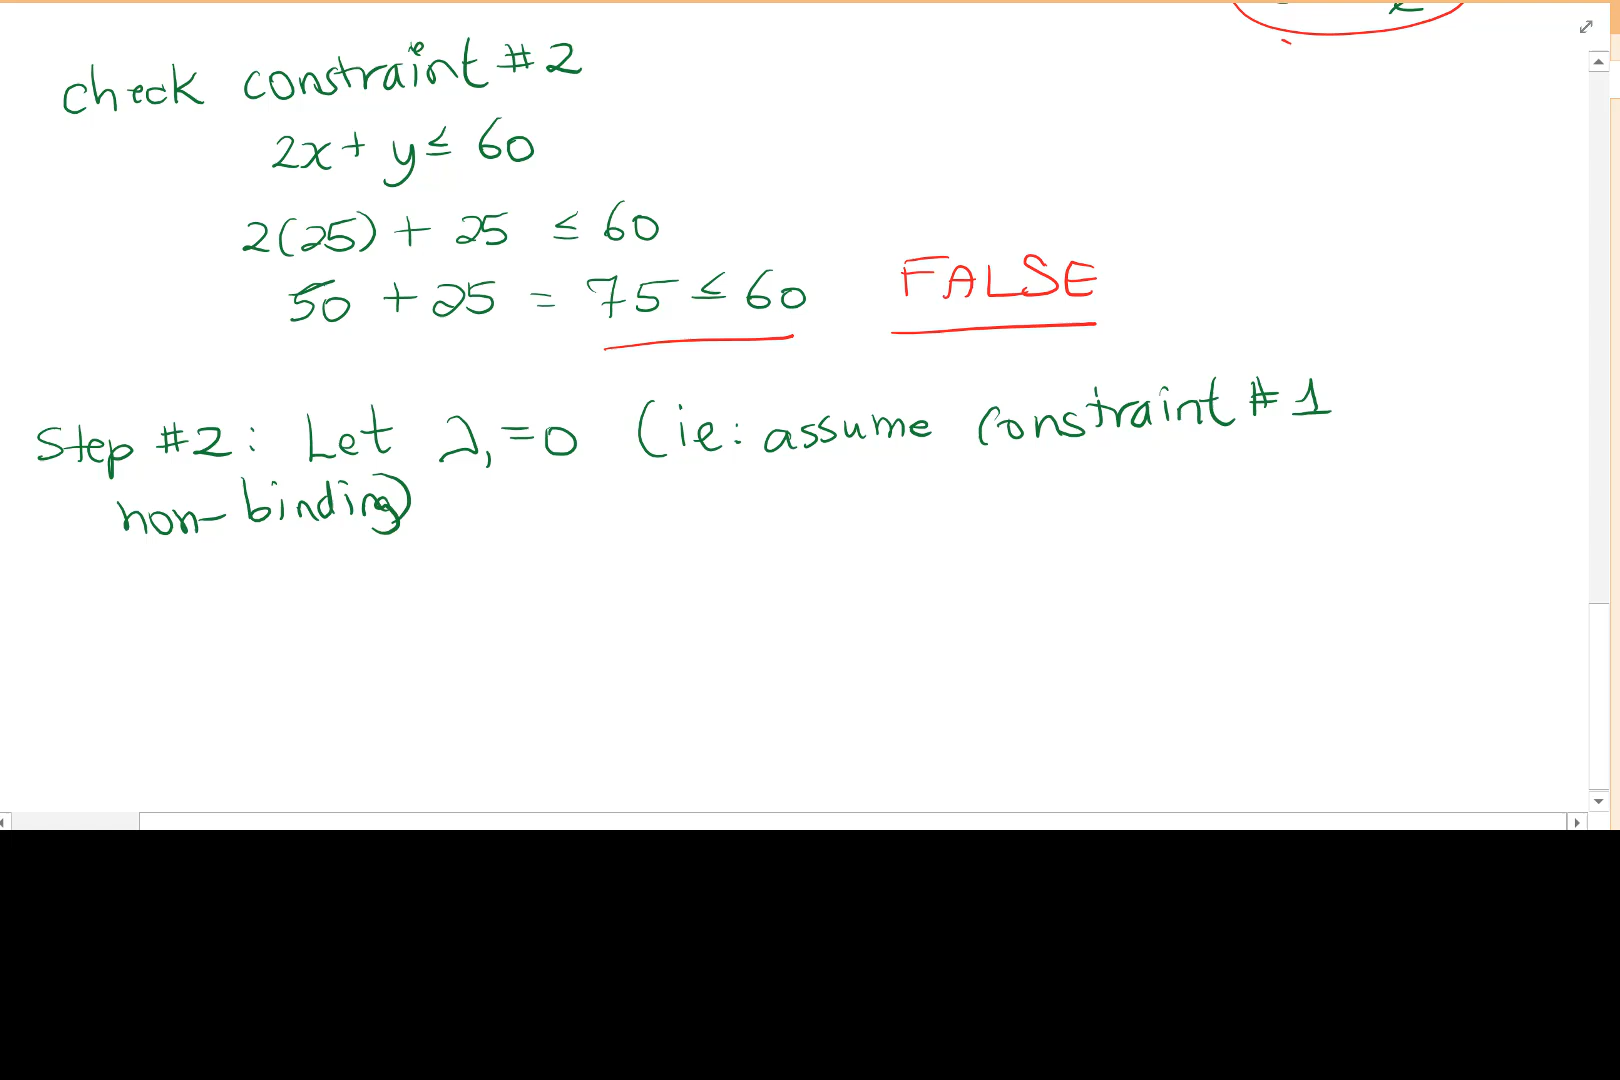 check constraint #2
2x + y ≤ 60
2(25) + 25 ≤ 60
50 + 25 = 75 ≤ 60 FALSE
Step #2: Let λ₁ = 0 (ie: assume constraint #1
non-binding)